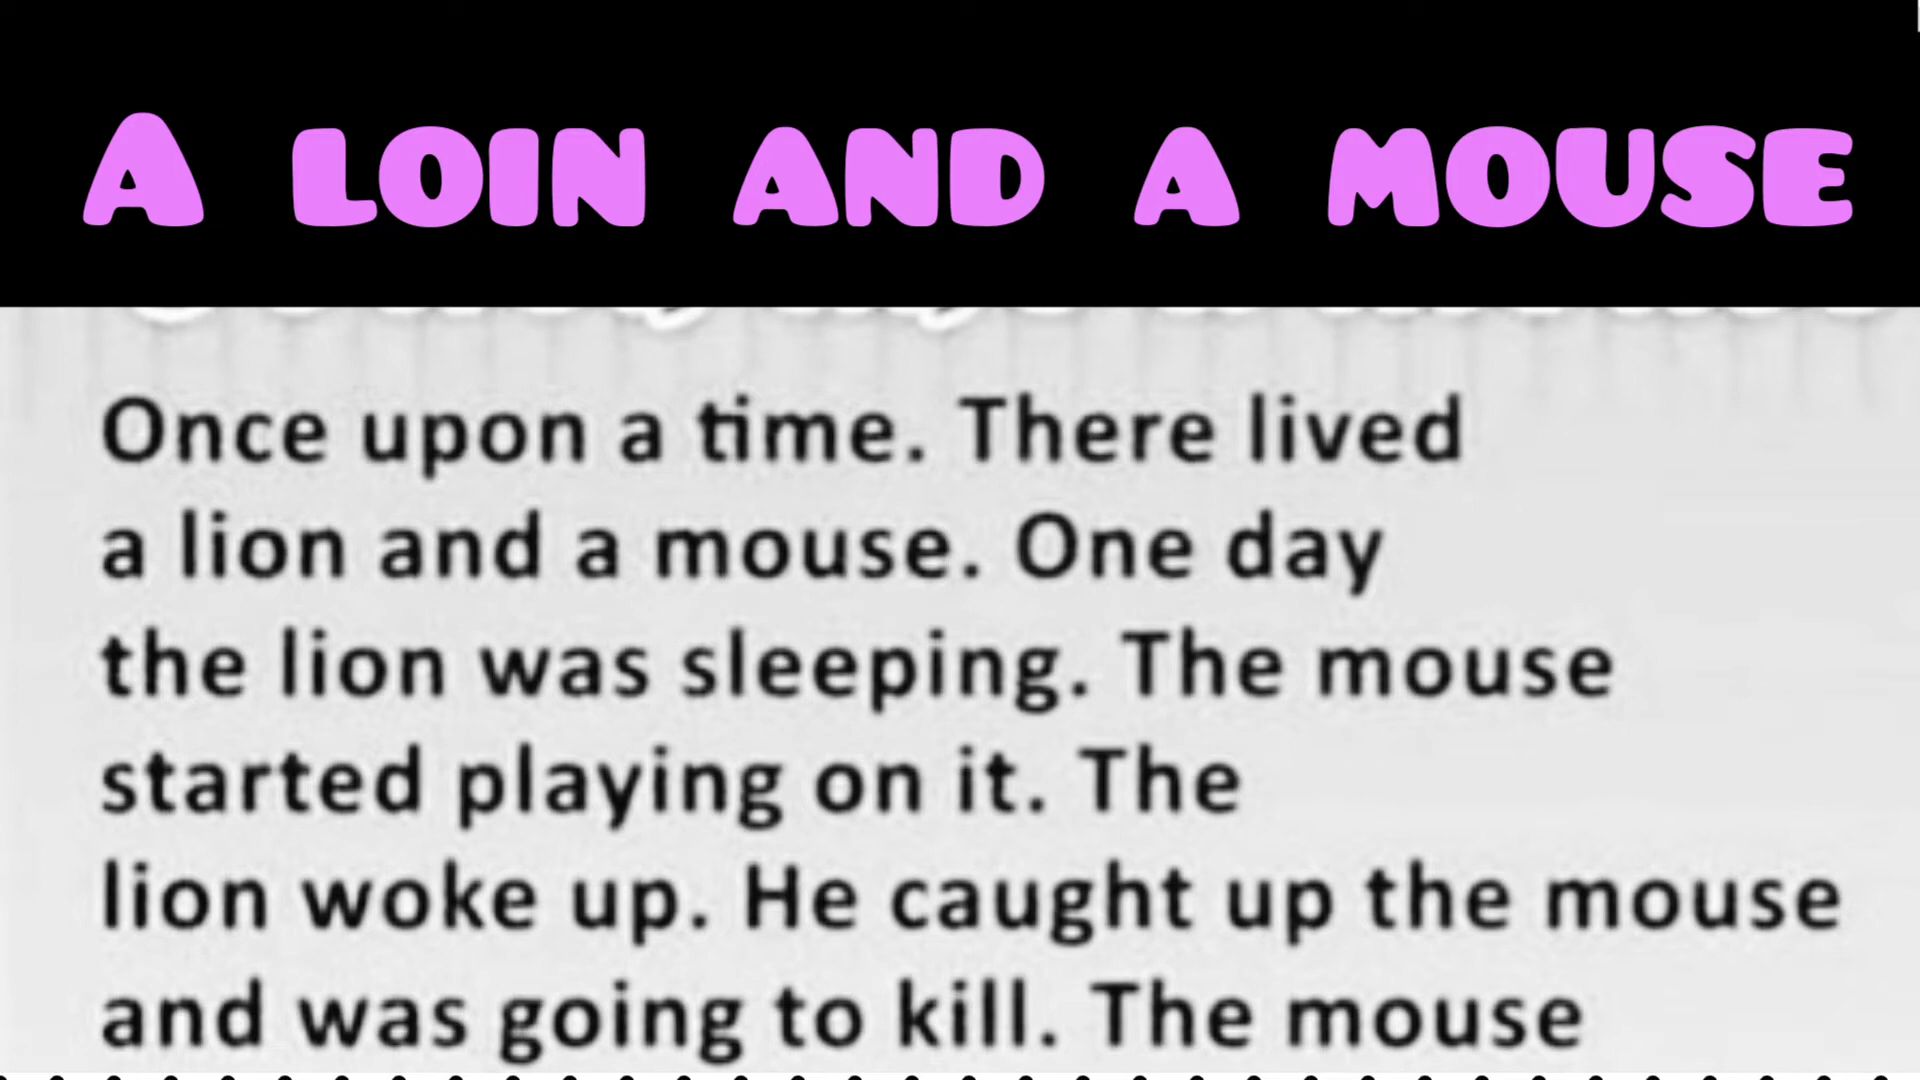 A LOIN AND A MOUSE
Once upon a time. There lived
a lion and a mouse. One day
the lion was sleeping. The mouse
started playing on it. The
lion woke up. He caught up the mouse
and was going to kill. The mouse